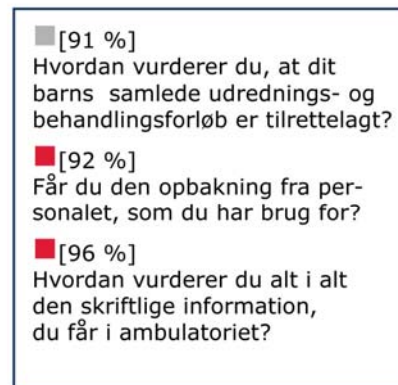 [91 %]
Hvordan vurderer du, at dit
barns samlede udrednings- og
behandlingsforløb er tilrettelagt?
[92 %]
Får du den opbakning fra per-
sonalet, som du har brug for?
[96 %]
Hvordan vurderer du alt i alt
den skriftlige information,
du får i ambulatoriet?